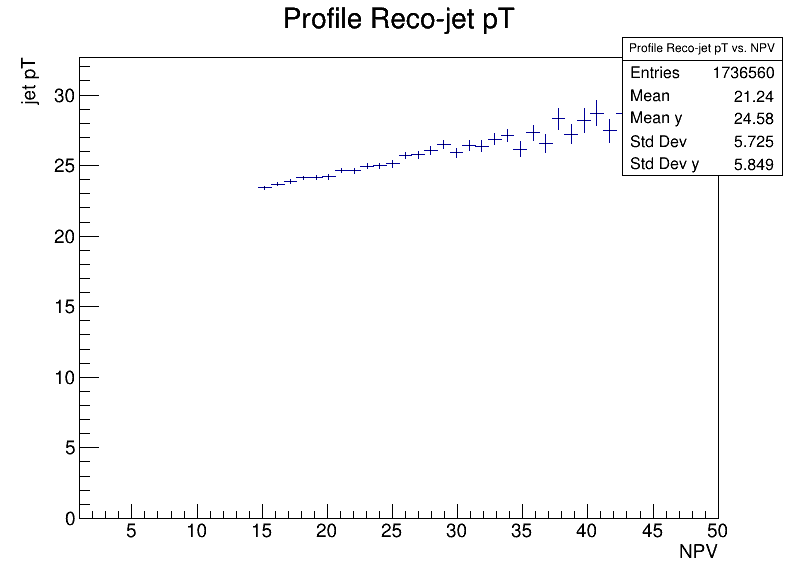 Profile Reco-jet pT
Profile Reco-jet pT vs. NPV
Entries 1736560
Mean 21.24
Mean y 24.58
Std Dev 5.725
Std Dev y 5.849
jet pT
30
25
20
15
10
5
0
5 10 15 20 25 30 35 40 45 50
NPV